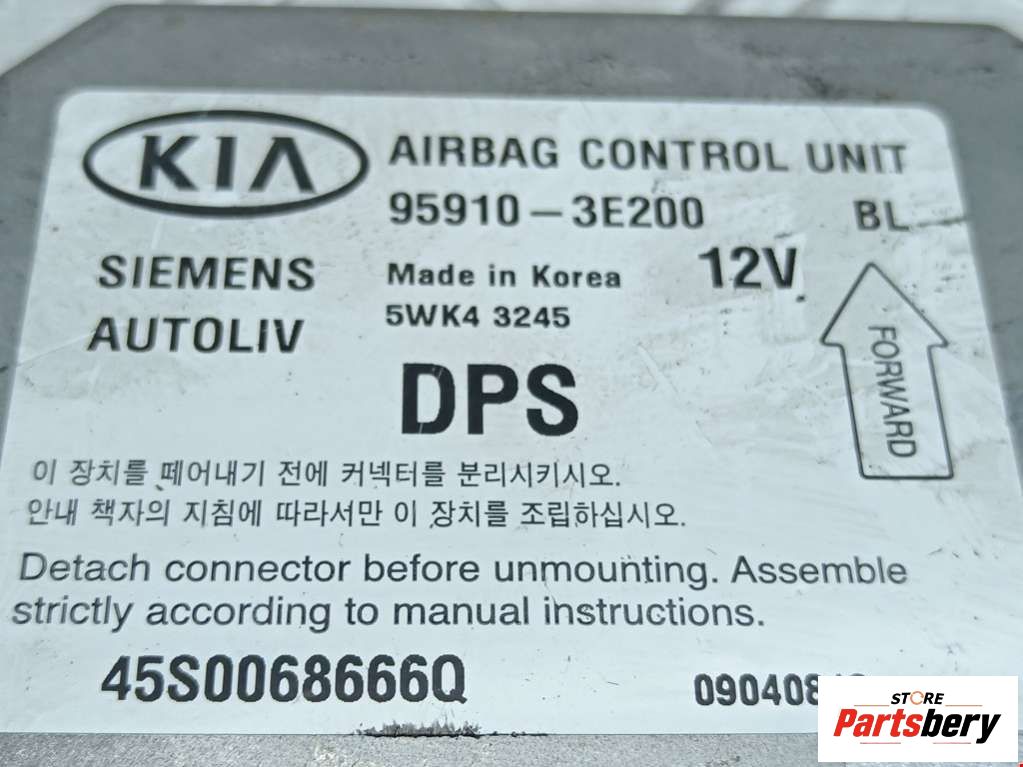 KIA AIRBAG CONTROL UNIT
95910-3E200 BL
SIEMENS Made in Korea 12V
AUTOLIV 5WK4 3245
FORWARD
DPS
이 장치를 떼어내기 전에 커넥터를 분리시키시오.
안내 책자의 지침에 따라서만 이 장치를 조립하십시오.
Detach connector before unmounting. Assemble
strictly according to manual instructions.
45S0068666Q
STORE
Partsbery